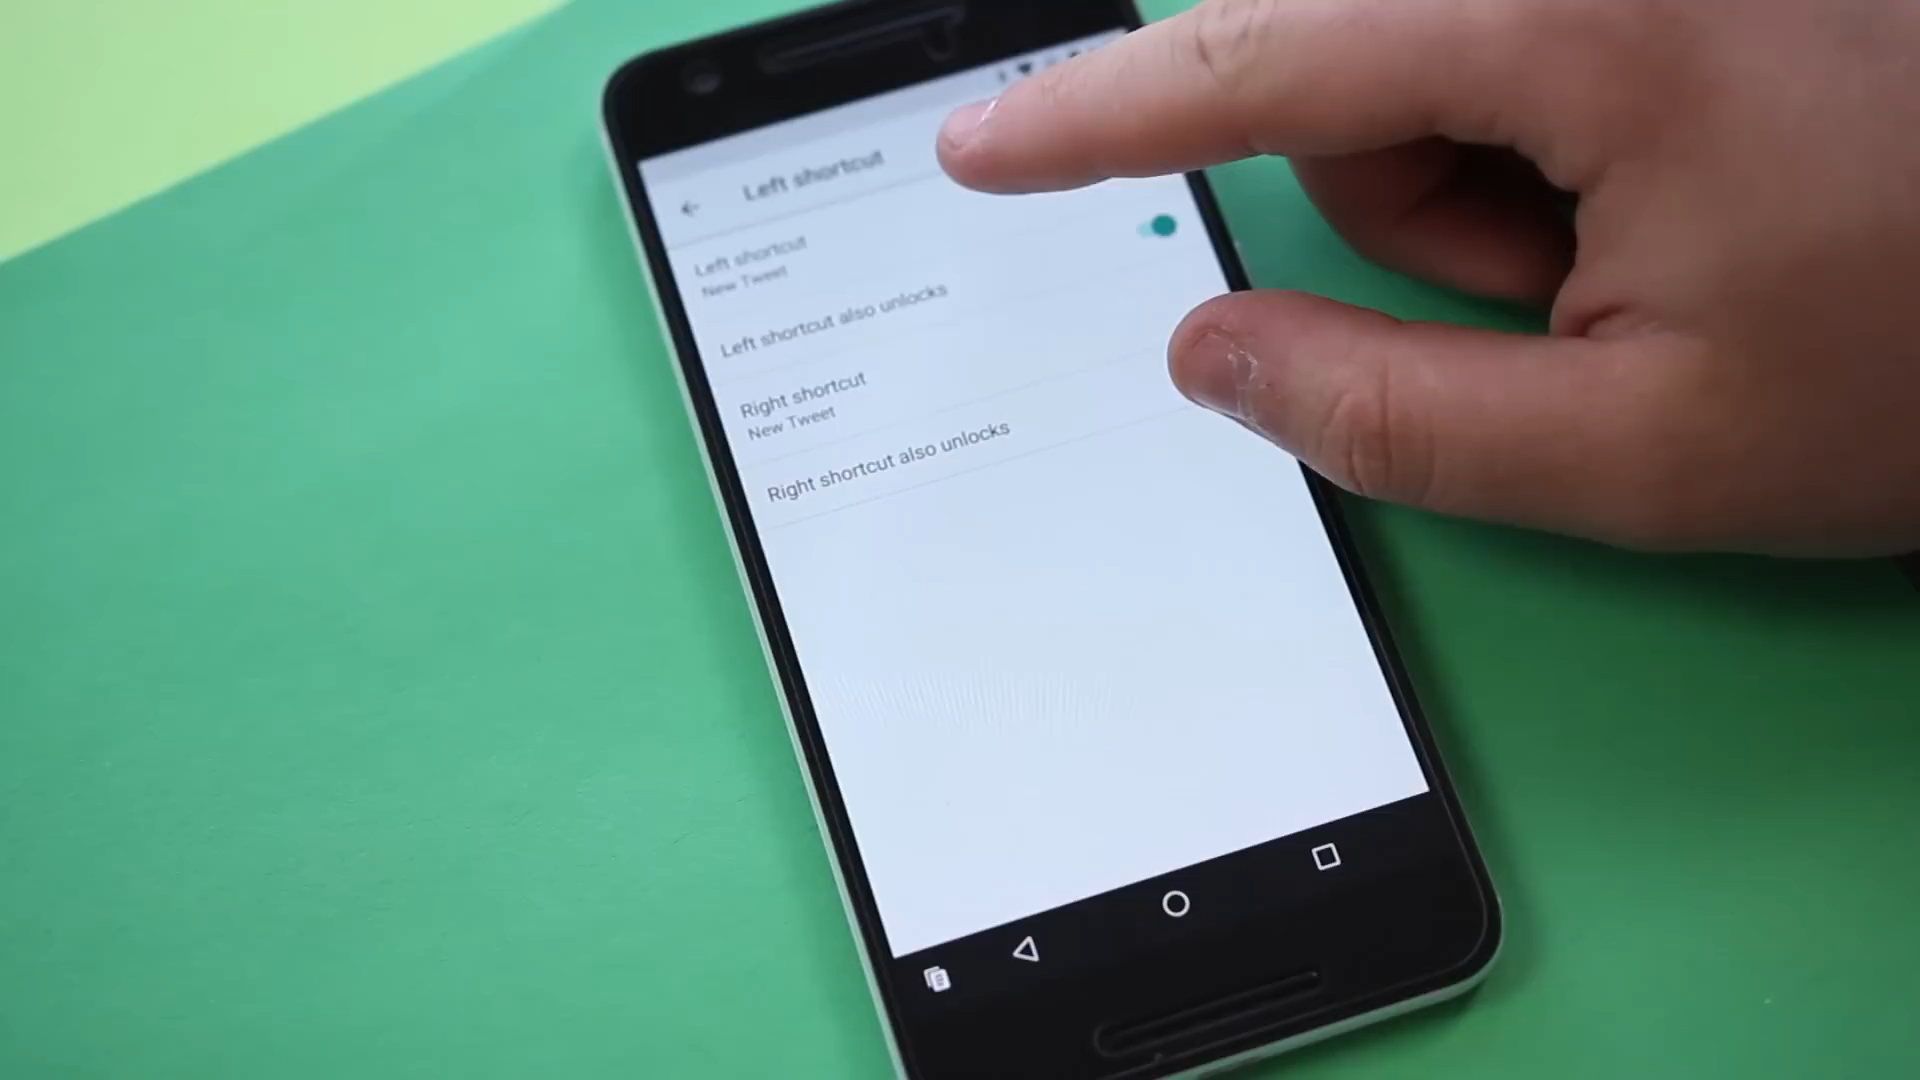 Left shortcut
Left shortcut
New Tweet
Left shortcut also unlocks
Right shortcut
New Tweet
Right shortcut also unlocks